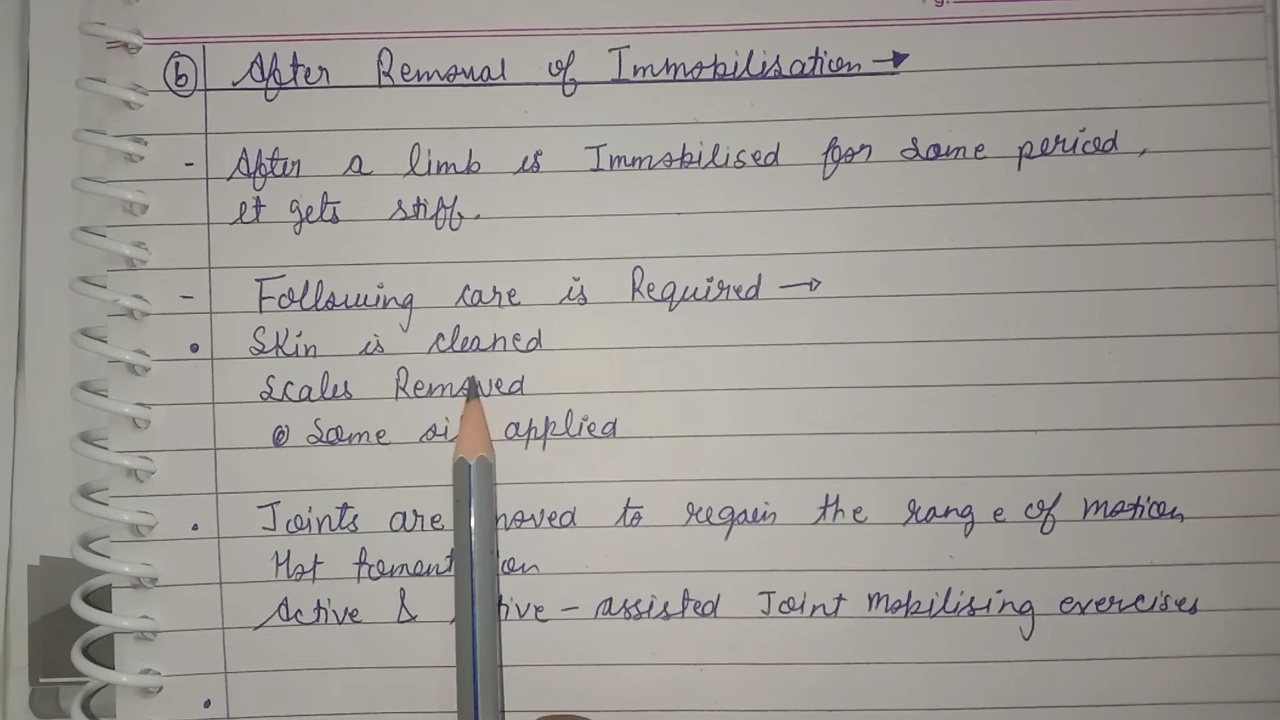 b After Removal of Immobilisation →
- After a limb is Immobilised for some period,
it gets stiff.
- Following care is Required →
• Skin is cleaned
Scales Removed
Some oil applied
• Joints are moved to regain the range of motion
Hot
Active & assisted Joint mobilising exercises